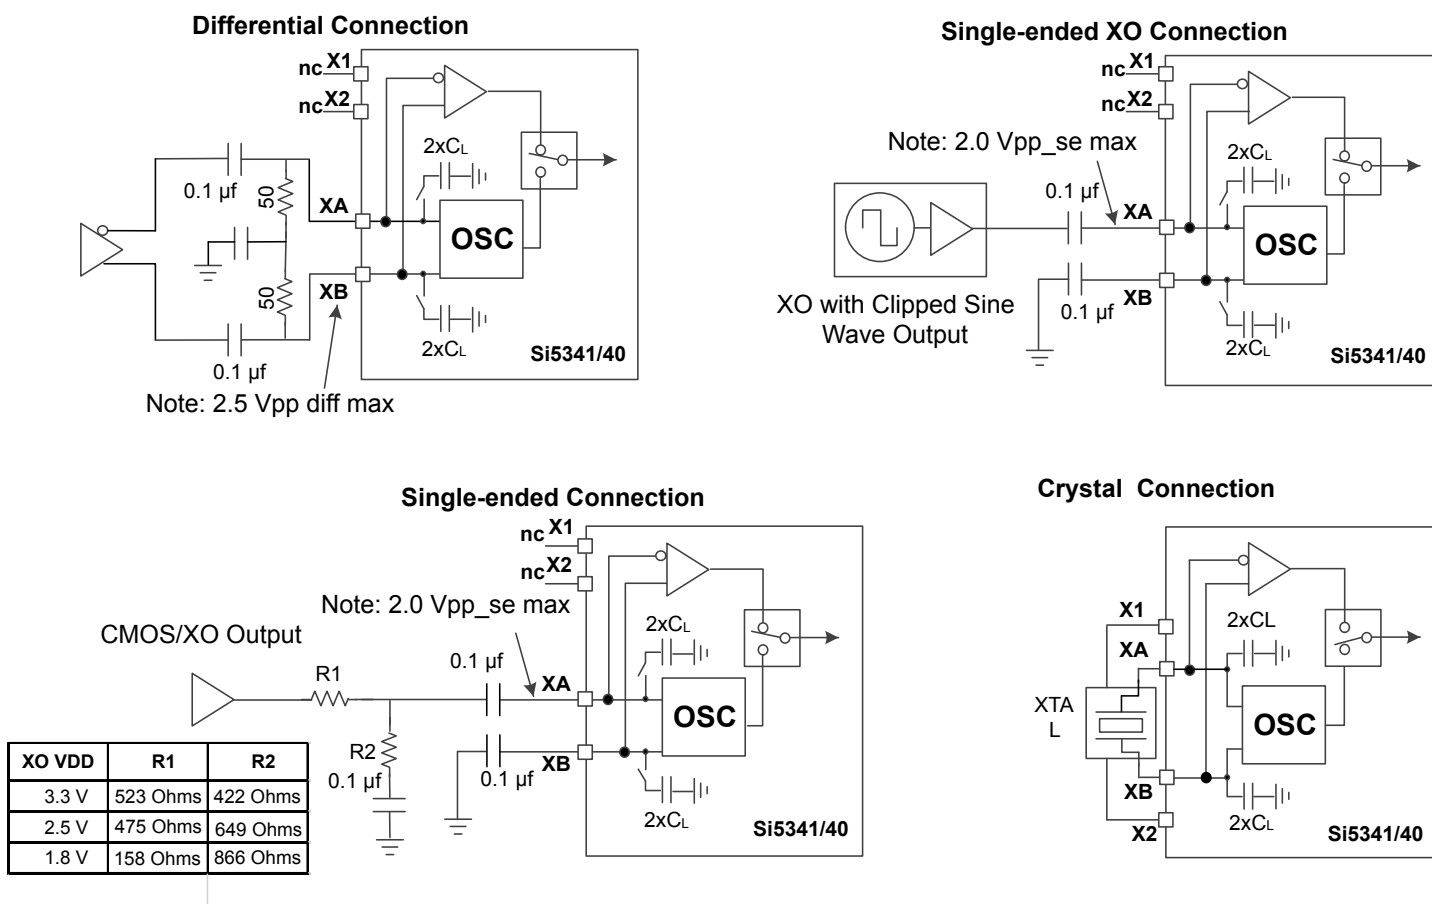 Differential Connection
nc X1
nc X2
2xCL
0.1 µf
50
XA
OSC
50
XB
2xCL
0.1 µf
Si5341/40
Note: 2.5 Vpp diff max
Single-ended XO Connection
nc X1
nc X2
Note: 2.0 Vpp_se max
2xCL
0.1 µf
XA
OSC
XB
0.1 µf
XO with Clipped Sine
Wave Output
2xCL
Si5341/40
Single-ended Connection
nc X1
nc X2
Note: 2.0 Vpp_se max
CMOS/XO Output
2xCL
0.1 µf
R1
XA
OSC
R2
XB
0.1 µf
0.1 µf
2xCL
Si5341/40
XO VDD R1 R2
3.3 V 523 Ohms 422 Ohms
2.5 V 475 Ohms 649 Ohms
1.8 V 158 Ohms 866 Ohms
Crystal Connection
X1
2xCL
XA
XTA
L
OSC
XB
2xCL
X2
Si5341/40